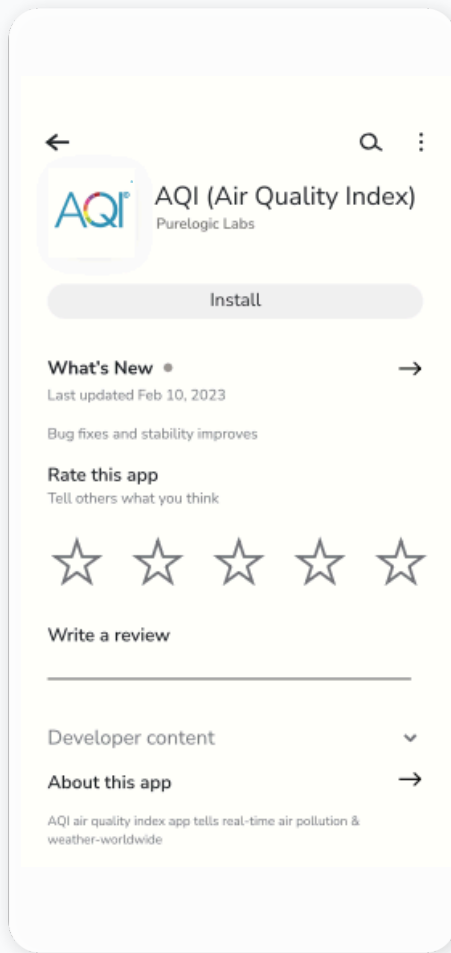 AQI
AQI (Air Quality Index)
Purelogic Labs
Install
What's New
Last updated Feb 10, 2023
Bug fixes and stability improves
Rate this app
Tell others what you think
Write a review
Developer content
About this app
AQI air quality index app tells real-time air pollution &
weather-worldwide